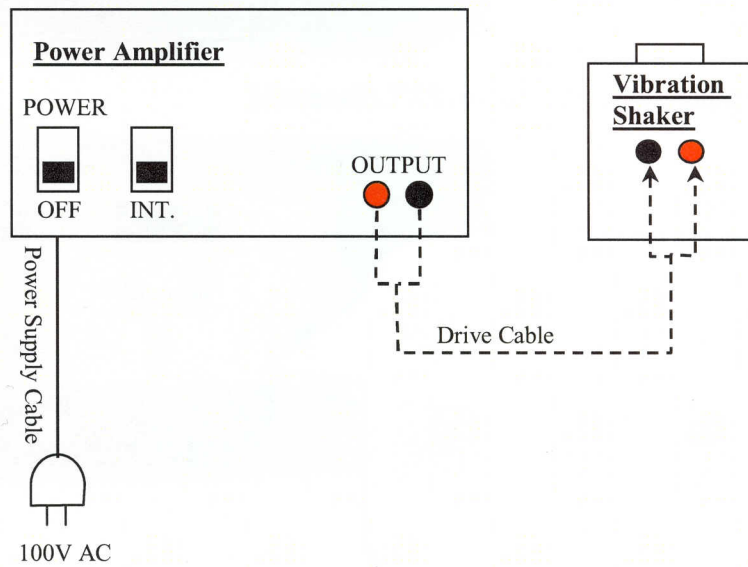 Power Amplifier
POWER
OFF
INT.
OUTPUT
Vibration
Shaker
Drive Cable
Power Supply Cable
100V AC